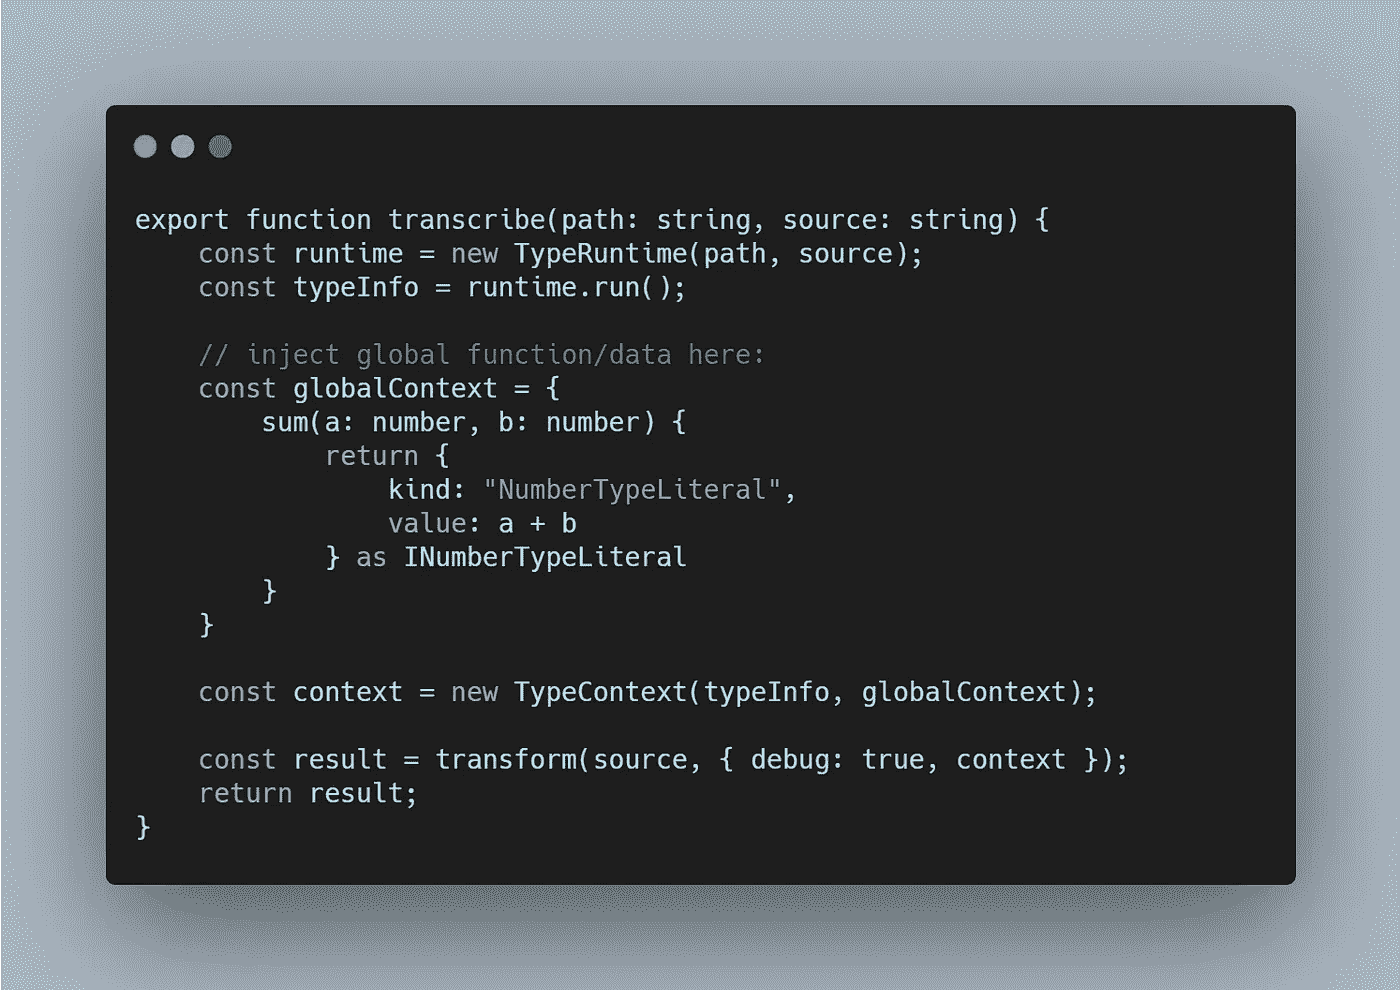 export function transcribe(path: string, source: string) {
    const runtime = new TypeRuntime(path, source);
    const typeInfo = runtime.run();

    // inject global function/data here:
    const globalContext = {
        sum(a: number, b: number) {
            return {
                kind: "NumberTypeLiteral",
                value: a + b
            } as INumberTypeLiteral
        }
    }

    const context = new TypeContext(typeInfo, globalContext);

    const result = transform(source, { debug: true, context });
    return result;
}